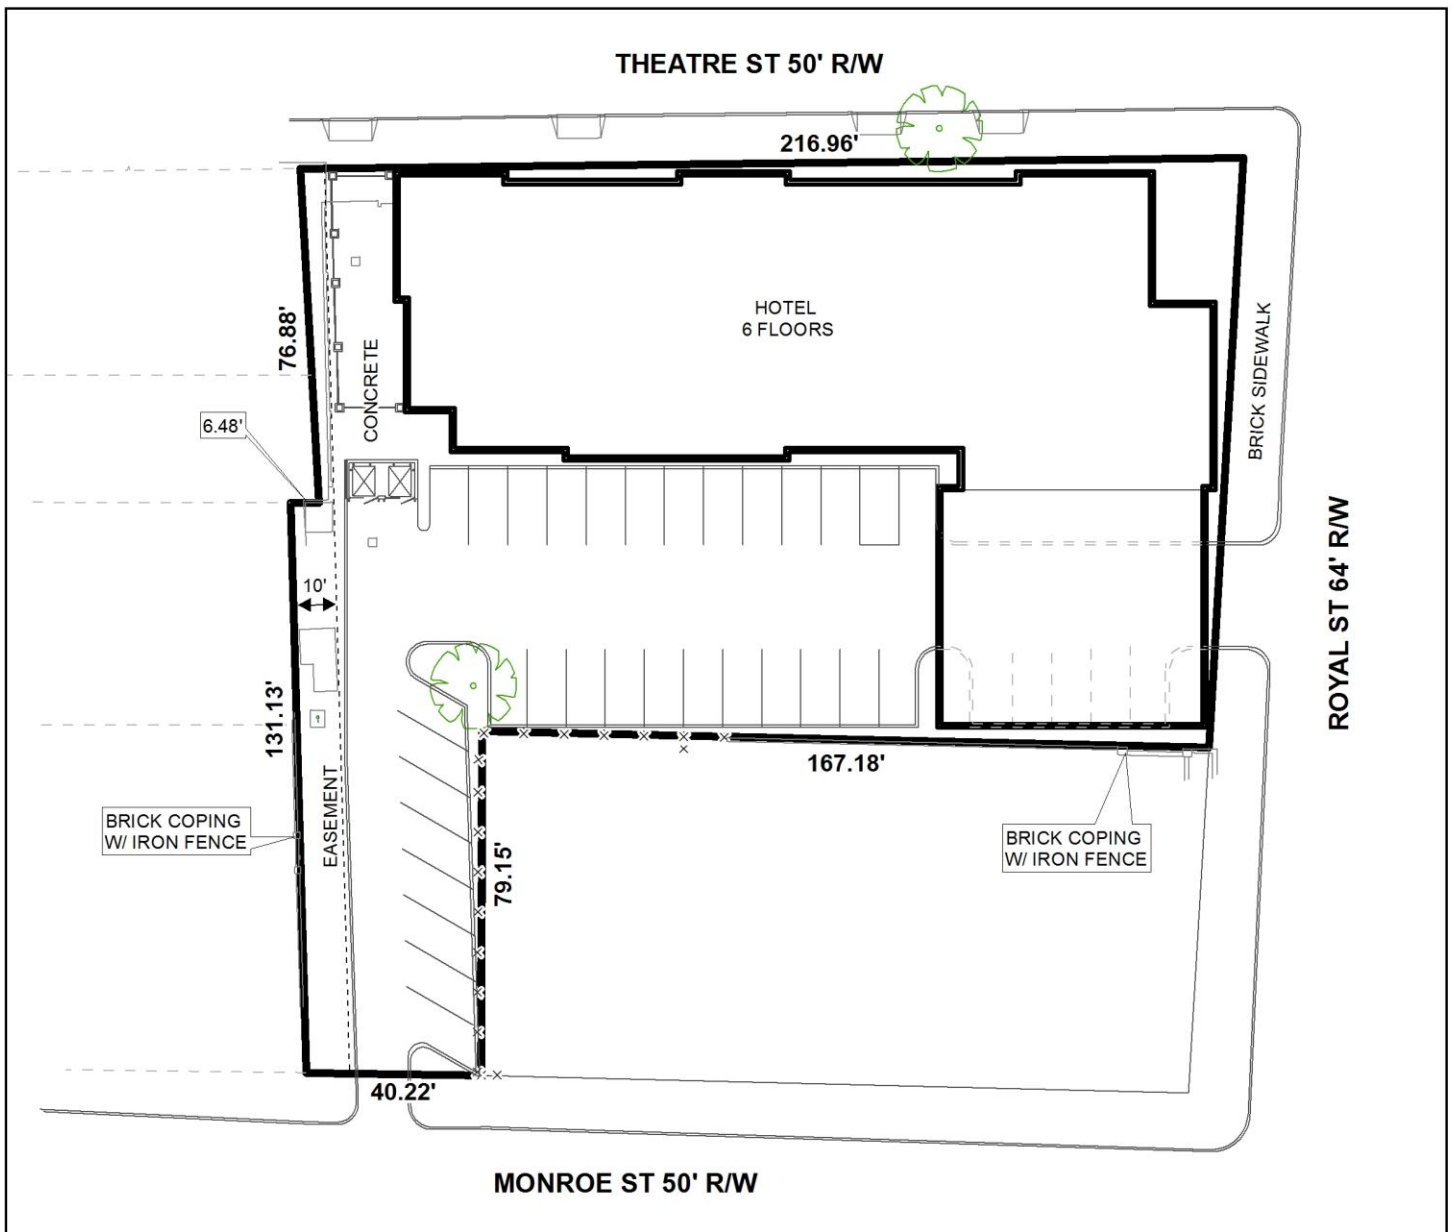 THEATRE ST 50' R/W
216.96'
HOTEL
6 FLOORS
76.88'
CONCRETE
BRICK SIDEWALK
6.48'
ROYAL ST 64' R/W
10'
131.13'
167.18'
EASEMENT
BRICK COPING
W/ IRON FENCE
79.15'
BRICK COPING
W/ IRON FENCE
40.22'
MONROE ST 50' R/W